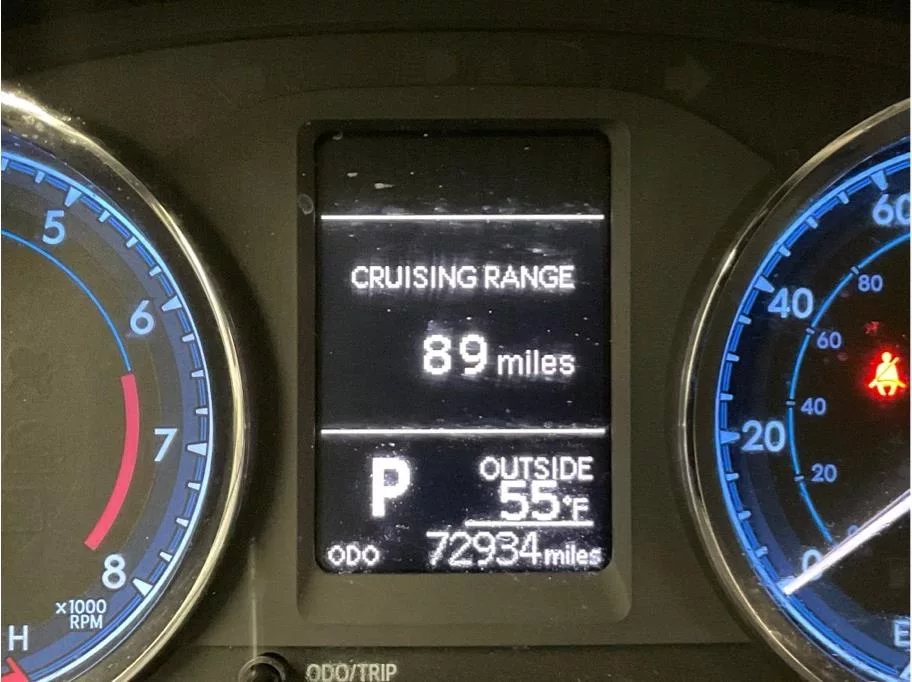 CRUISING RANGE
89 miles
P
OUTSIDE
55°F
ODO
72934 miles
5
6
7
8
x1000
RPM
H
60
40
20
0
80
60
40
20
E
ODO/TRIP